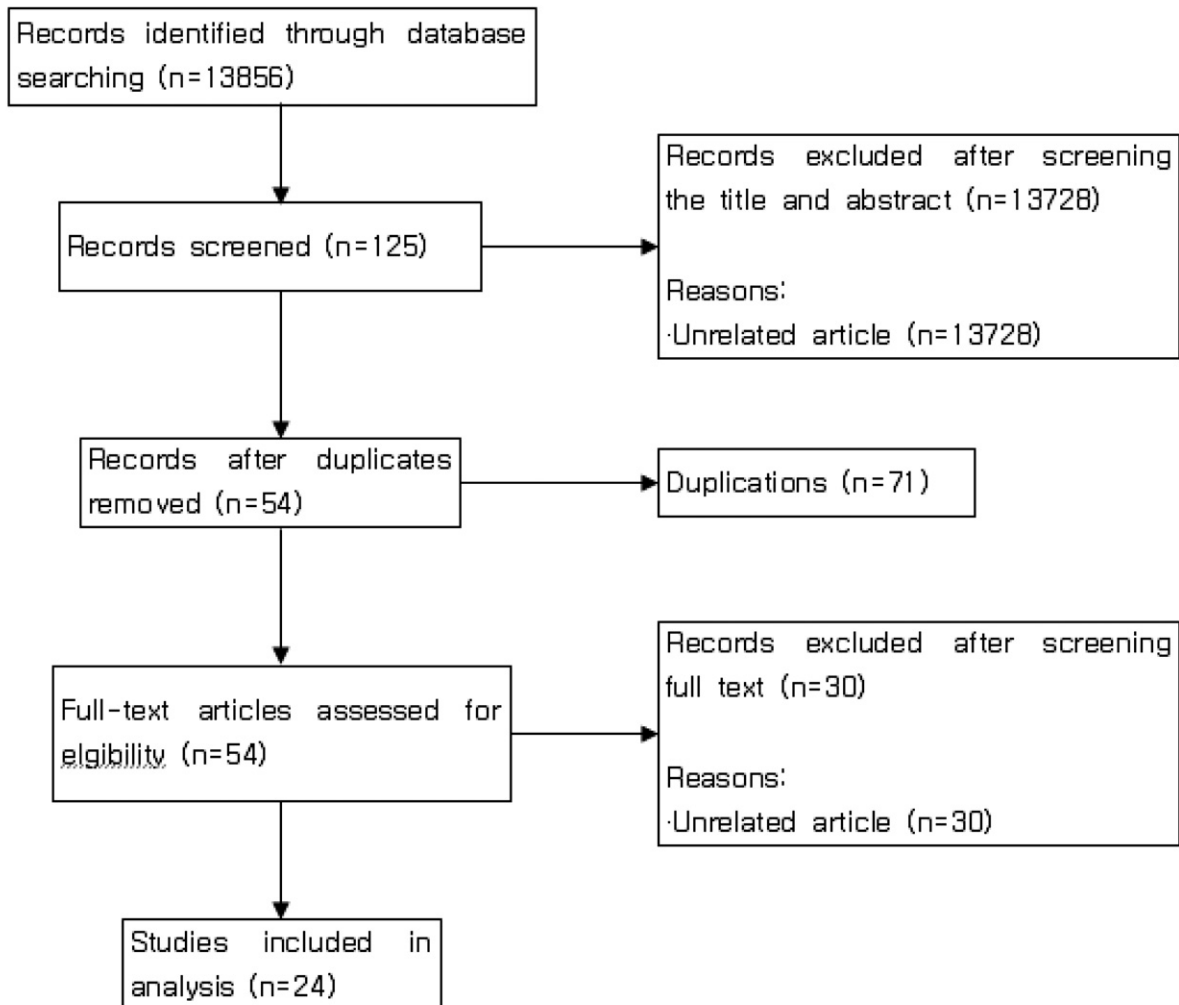 Records identified through database
searching (n=13856)
Records excluded after screening
the title and abstract (n=13728)
Reasons:
·Unrelated article (n=13728)
Records screened (n=125)
Records after duplicates
removed (n=54)
Duplications (n=71)
Records excluded after screening
full text (n=30)
Reasons:
·Unrelated article (n=30)
Full-text articles assessed for
elgibility (n=54)
Studies included in
analysis (n=24)